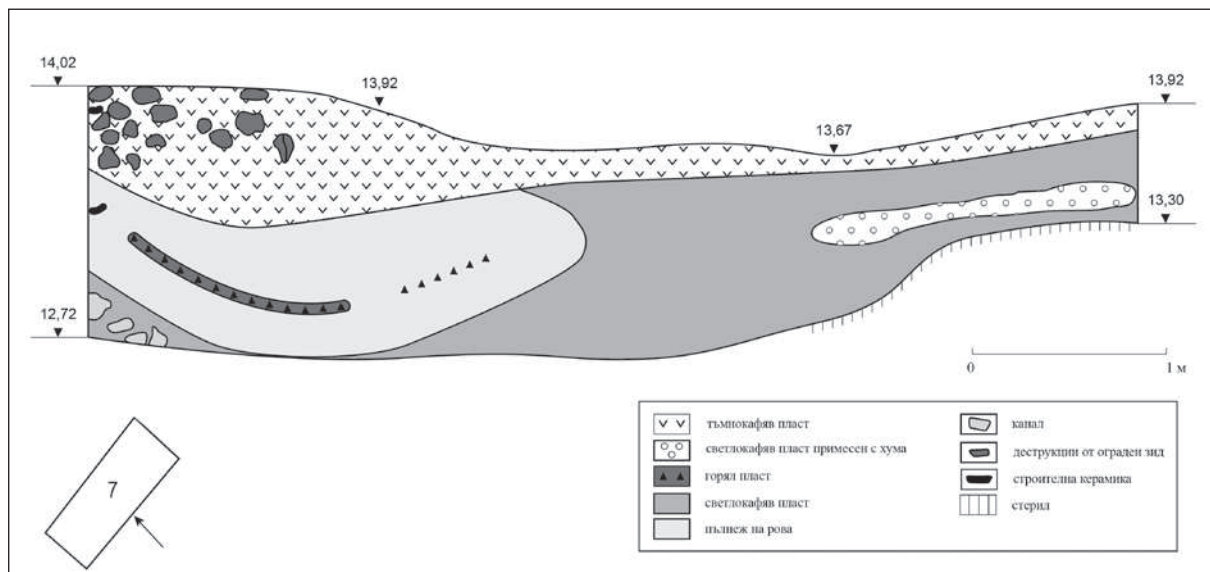 14,02
13,92
13,92
13,67
13,30
12,72
0 1 м
7
тъмнокафяв пласт
светлокафяв пласт примесен с хума
горял пласт
светлокафяв пласт
пълнеж на рова
канал
деструкции от ограден зид
строителна керамика
стерил